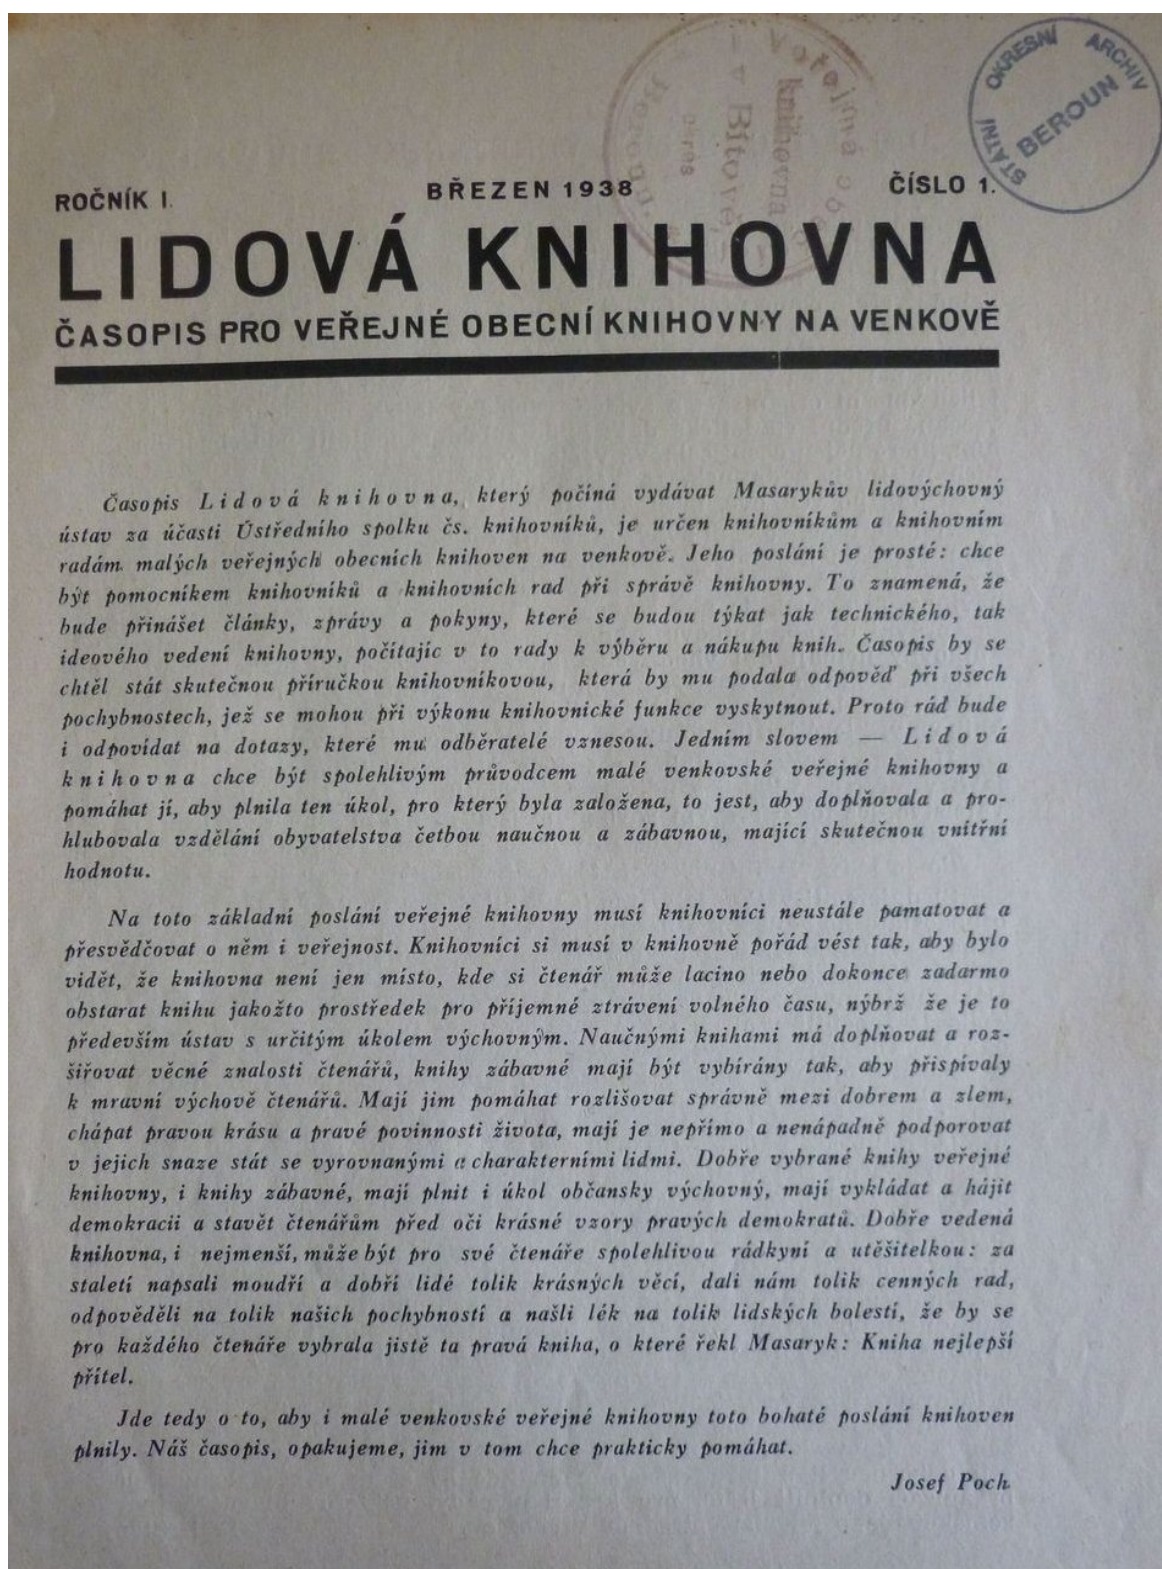 STÁTNÍ OKRESNÍ ARCHIV
BEROUN
knihovna
ROČNÍK I.
BŘEZEN 1938
ČÍSLO 1.
LIDOVÁ KNIHOVNA
ČASOPIS PRO VEŘEJNÉ OBECNÍ KNIHOVNY NA VENKOVĚ
Časopis Lidová knihovna, který počíná vydávat Masarykův lidovýchovný
ústav za účasti Ústředního spolku čs. knihovníků, je určen knihovníkům a knihovním
radám malých veřejných obecních knihoven na venkově. Jeho poslání je prosté: chce
být pomocníkem knihovníků a knihovních rad při správě knihovny. To znamená, že
bude přinášet články, zprávy a pokyny, které se budou týkat jak technického, tak
ideového vedení knihovny, počítajíc v to rady k výběru a nákupu knih. Časopis by se
chtěl stát skutečnou příručkou knihovníkovou, která by mu podala odpověď při všech
pochybnostech, jež se mohou při výkonu knihovnické funkce vyskytnout. Proto rád bude
i odpovídat na dotazy, které mu odběratelé vznesou. Jedním slovem — Lidová
knihovna chce být spolehlivým průvodcem malé venkovské veřejné knihovny a
pomáhat jí, aby plnila ten úkol, pro který byla založena, to jest, aby doplňovala a pro-
hlubovala vzdělání obyvatelstva četbou naučnou a zábavnou, mající skutečnou vnitřní
hodnotu.
Na toto základní poslání veřejné knihovny musí knihovníci neustále pamatovat a
přesvědčovat o něm i veřejnost. Knihovníci si musí v knihovně pořád vést tak, aby bylo
vidět, že knihovna není jen místo, kde si čtenář může lacino nebo dokonce zadarmo
obstarat knihu jakožto prostředek pro příjemné ztrávení volného času, nýbrž že je to
především ústav s určitým úkolem výchovným. Naučnými knihami má doplňovat a roz-
šiřovat věcné znalosti čtenářů, knihy zábavné mají být vybírány tak, aby přispívaly
k mravní výchově čtenářů. Mají jim pomáhat rozlišovat správně mezi dobrem a zlem,
chápat pravou krásu a pravé povinnosti života, mají je nepřímo a nenápadně podporovat
v jejich snaze stát se vyrovnanými a charakterními lidmi. Dobře vybrané knihy veřejné
knihovny, i knihy zábavné, mají plnit i úkol občansky výchovný, mají vykládat a hájit
demokracii a stavět čtenářům před oči krásné vzory pravých demokratů. Dobře vedená
knihovna, i nejmenší, může být pro své čtenáře spolehlivou rádkyní a utěšitelkou: za
staletí napsali moudří a dobří lidé tolik krásných věcí, dali nám tolik cenných rad,
odpověděli na tolik našich pochybností a našli lék na tolik lidských bolestí, že by se
pro každého čtenáře vybrala jistě ta pravá kniha, o které řekl Masaryk: Kniha nejlepší
přítel.
Jde tedy o to, aby i malé venkovské veřejné knihovny toto bohaté poslání knihoven
plnily. Náš časopis, opakujeme, jim v tom chce prakticky pomáhat.
Josef Poch